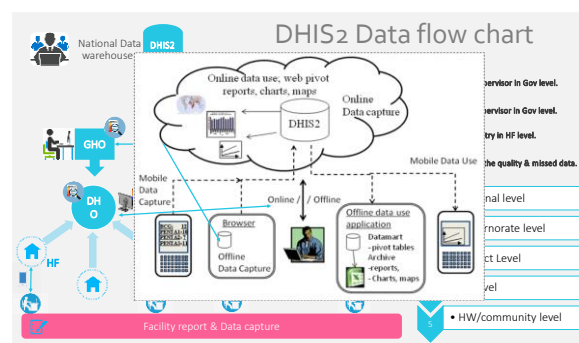 DHIS2 Data flow chart
National Data
warehouse
DHIS2
Online data use; web pivot
reports, charts, maps
Online
Data capture
DHIS2
Mobile
Data
Capture
Mobile Data Use
Online / / Offline
Browser
Offline
Data Capture
Offline data use
application
Datamart
-pivot tables
Archive
-reports,
-Charts, maps
GHO
DH
O
HF
pervisor in Gov level.
pervisor in Gov level.
try in HF level.
the quality & missed data.
nal level
rnorate level
ct Level
evel
5
• HW/community level
Facility report & Data capture